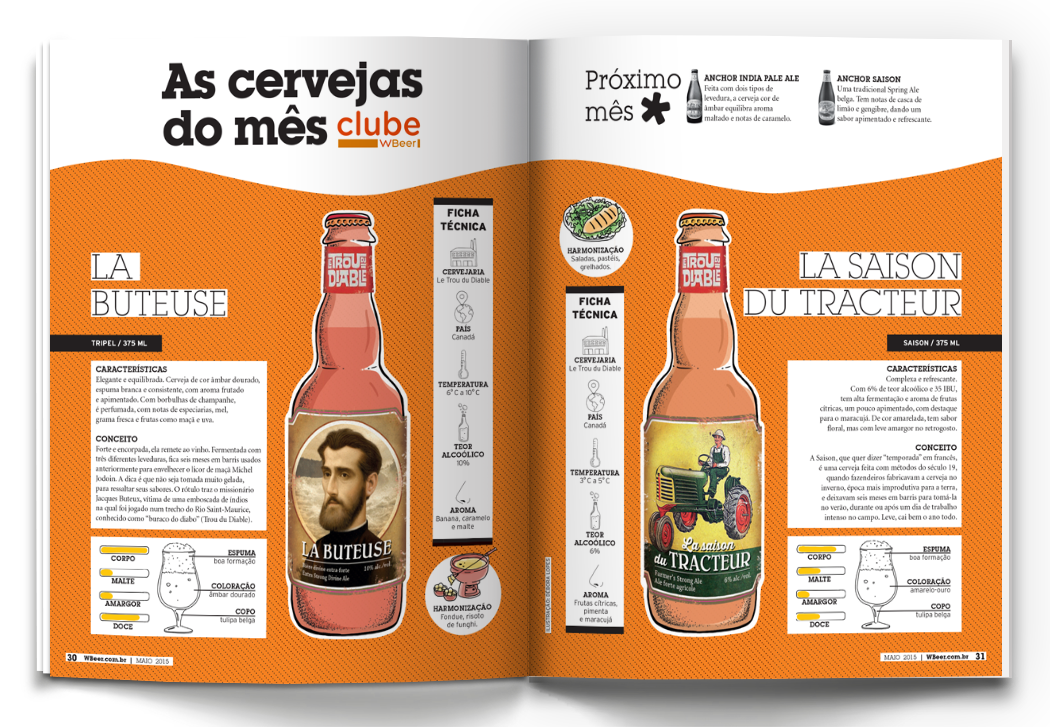 As cervejas
do mês clube
WBeer
LA
BUTEUSE
TRIPEL / 375 ML
CARACTERÍSTICAS
Elegante e equilibrada. Cerveja de cor âmbar dourado,
espuma branca e consistente, com aroma frutado
e apimentado. Com borbulhas de champanhe,
é perfumada, com notas de especiarias, mel,
grama fresca e frutas como maçã e uva.
CONCEITO
Forte e encorpada, ela remete ao vinho. Fermentada com
três diferentes leveduras, fica seis meses em barris usados
anteriormente para envelhecer o licor de maçã Michel
Jodoin. A dica é que não seja tomada muito gelada,
para ressaltar seus sabores. O rótulo traz o missionário
Jacques Buteux, vítima de uma emboscada de índios
na qual foi jogado num trecho do Rio Saint-Maurice,
conhecido como "buraco do diabo" (Trou du Diable).
CORPO
MALTE
AMARGOR
DOCE
ESPUMA
boa formação
COLORAÇÃO
âmbar dourado
COPO
tulipa belga
TROU
DU
DIABLE
LA BUTEUSE
Bière divine extra forte
Extra Strong Divine Ale
10% alc./vol.
FICHA
TÉCNICA
CERVEJARIA
Le Trou du Diable
PAÍS
Canadá
TEMPERATURA
6° C a 10° C
TEOR
ALCOÓLICO
10%
AROMA
Banana, caramelo
e malte
HARMONIZAÇÃO
Fondue, risoto
de funghi.
30 WBeer.com.br | MAIO 2015
Próximo
mês *
ANCHOR INDIA PALE ALE
Feita com dois tipos de
levedura, a cerveja cor de
âmbar equilibra aroma
maltado e notas de caramelo.
ANCHOR SAISON
Uma tradicional Spring Ale
belga. Tem notas de casca de
limão e gengibre, dando um
sabor apimentado e refrescante.
HARMONIZAÇÃO
Saladas, pastéis,
grelhados.
FICHA
TÉCNICA
CERVEJARIA
Le Trou du Diable
PAÍS
Canadá
TEMPERATURA
3° C a 5° C
TEOR
ALCOÓLICO
6%
AROMA
Frutas cítricas,
pimenta
e maracujá
ILUSTRAÇÃO: DÉBORA LOPEZ
TROU
DU
DIABLE
La saison
du TRACTEUR
Farmer's Strong Ale
Ale forte agricole
6% alc./vol.
LA SAISON
DU TRACTEUR
SAISON / 375 ML
CARACTERÍSTICAS
Complexa e refrescante.
Com 6% de teor alcoólico e 35 IBU,
tem alta fermentação e aroma de frutas
cítricas, um pouco apimentado, com destaque
para o maracujá. De cor amarelada, tem sabor
floral, mas com leve amargor no retrogosto.
CONCEITO
A Saison, que quer dizer "temporada" em francês,
é uma cerveja feita com métodos do século 19,
quando fazendeiros fabricavam a cerveja no
inverno, época mais improdutiva para a terra,
e deixavam seis meses em barris para tomá-la
no verão, durante ou após um dia de trabalho
intenso no campo. Leve, cai bem o ano todo.
CORPO
MALTE
AMARGOR
DOCE
ESPUMA
boa formação
COLORAÇÃO
amarelo-ouro
COPO
tulipa belga
MAIO 2015 | WBeer.com.br 31